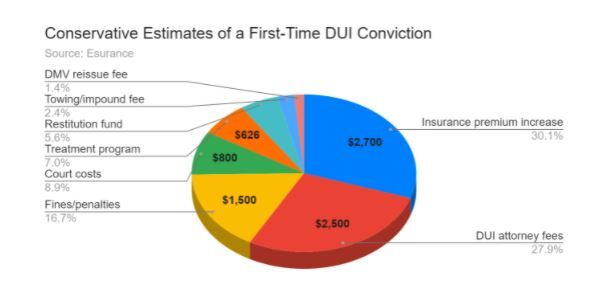 Conservative Estimates of a First-Time DUI Conviction
Source: Esurance
DMV reissue fee
1.4%
Towing/impound fee
2.4%
Restitution fund
5.6%
Treatment program
7.0%
Court costs
8.9%
Fines/penalties
16.7%
$626
$800
$1,500
$2,700
$2,500
Insurance premium increase
30.1%
DUI attorney fees
27.9%